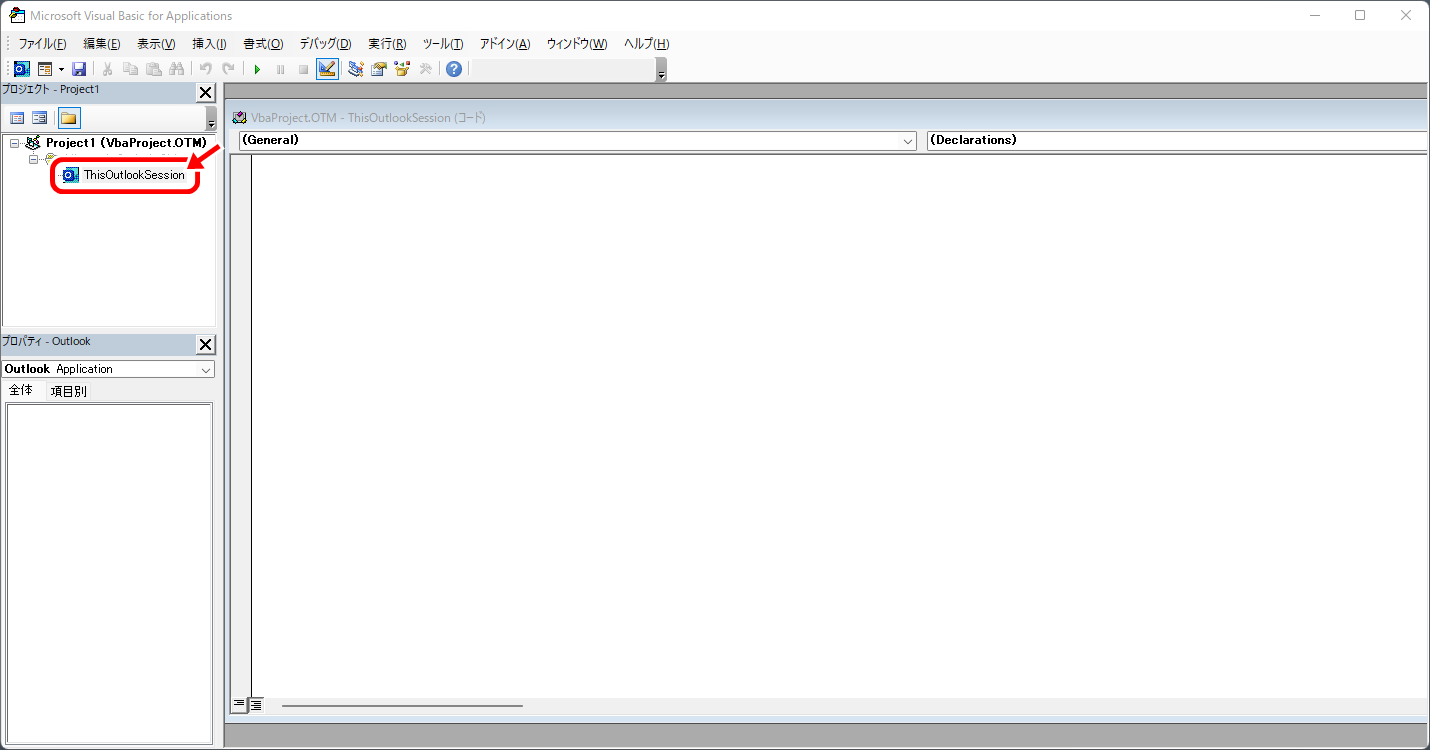 Microsoft Visual Basic for Applications
ファイル(F) 編集(E) 表示(V) 挿入(I) 書式(O) デバッグ(D) 実行(R) ツール(T) アドイン(A) ウィンドウ(W) ヘルプ(H)
プロジェクト - Project1
Project1 (VbaProject.OTM)
ThisOutlookSession
プロパティ - Outlook
Outlook Application
全体 項目別
VbaProject.OTM - ThisOutlookSession (コード)
(General) (Declarations)